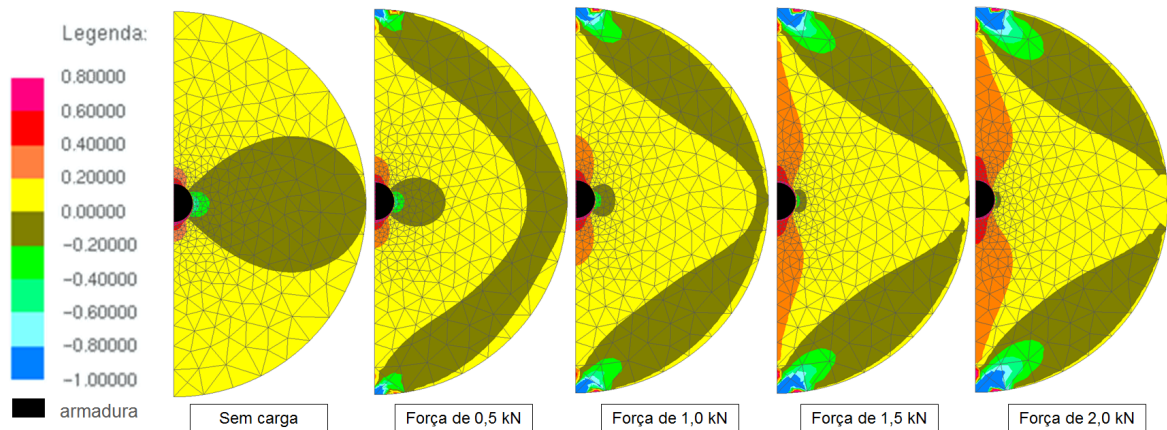 Legenda:
0.80000
0.60000
0.40000
0.20000
0.00000
-0.20000
-0.40000
-0.60000
-0.80000
-1.00000
armadura
Sem carga
Força de 0,5 kN
Força de 1,0 kN
Força de 1,5 kN
Força de 2,0 kN